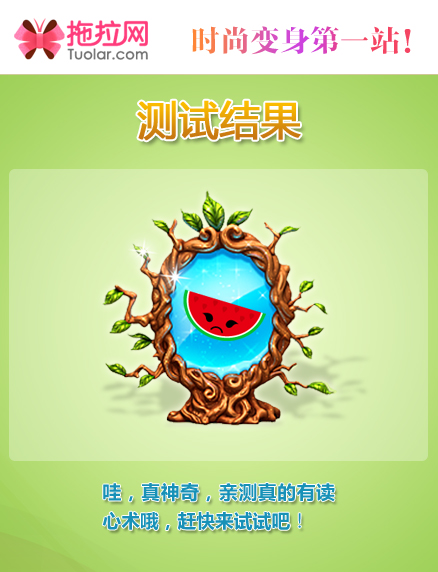 拖拉网
Tuolar.com
时尚变身第一站!
测试结果
哇，真神奇，亲测真的有读
心术哦，赶快来试试吧！